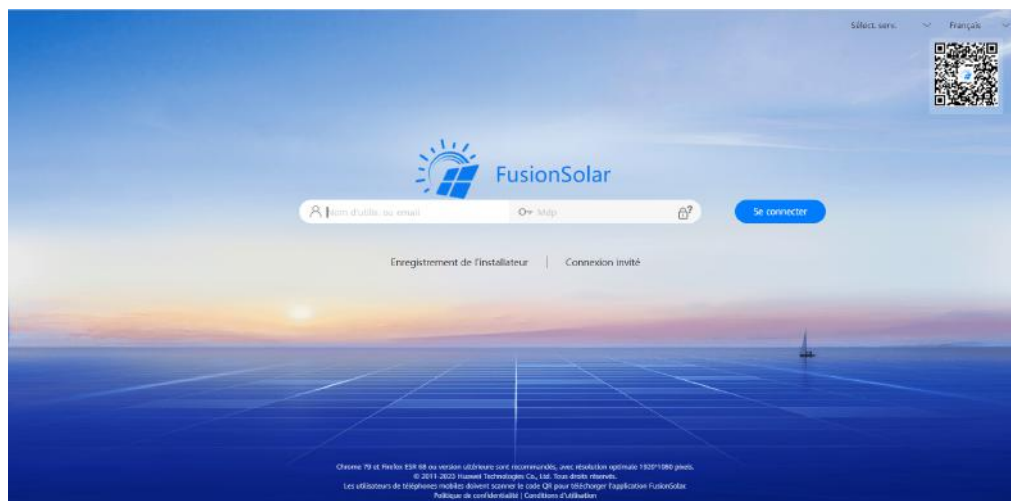 Sélect. serv.
Français
FusionSolar
Nom d'utilis. ou email
Mdp
Se connecter
Enregistrement de l'installateur | Connexion invité
Chrome 79 et Firefox ESR 68 ou version ultérieure sont recommandés, avec résolution optimale 1920*1080 pixels.
© 2011-2023 Huawei Technologies Co., Ltd. Tous droits réservés.
Les utilisateurs de téléphones mobiles doivent scanner le code QR pour télécharger l'application FusionSolar.
Politique de confidentialité | Conditions d'utilisation